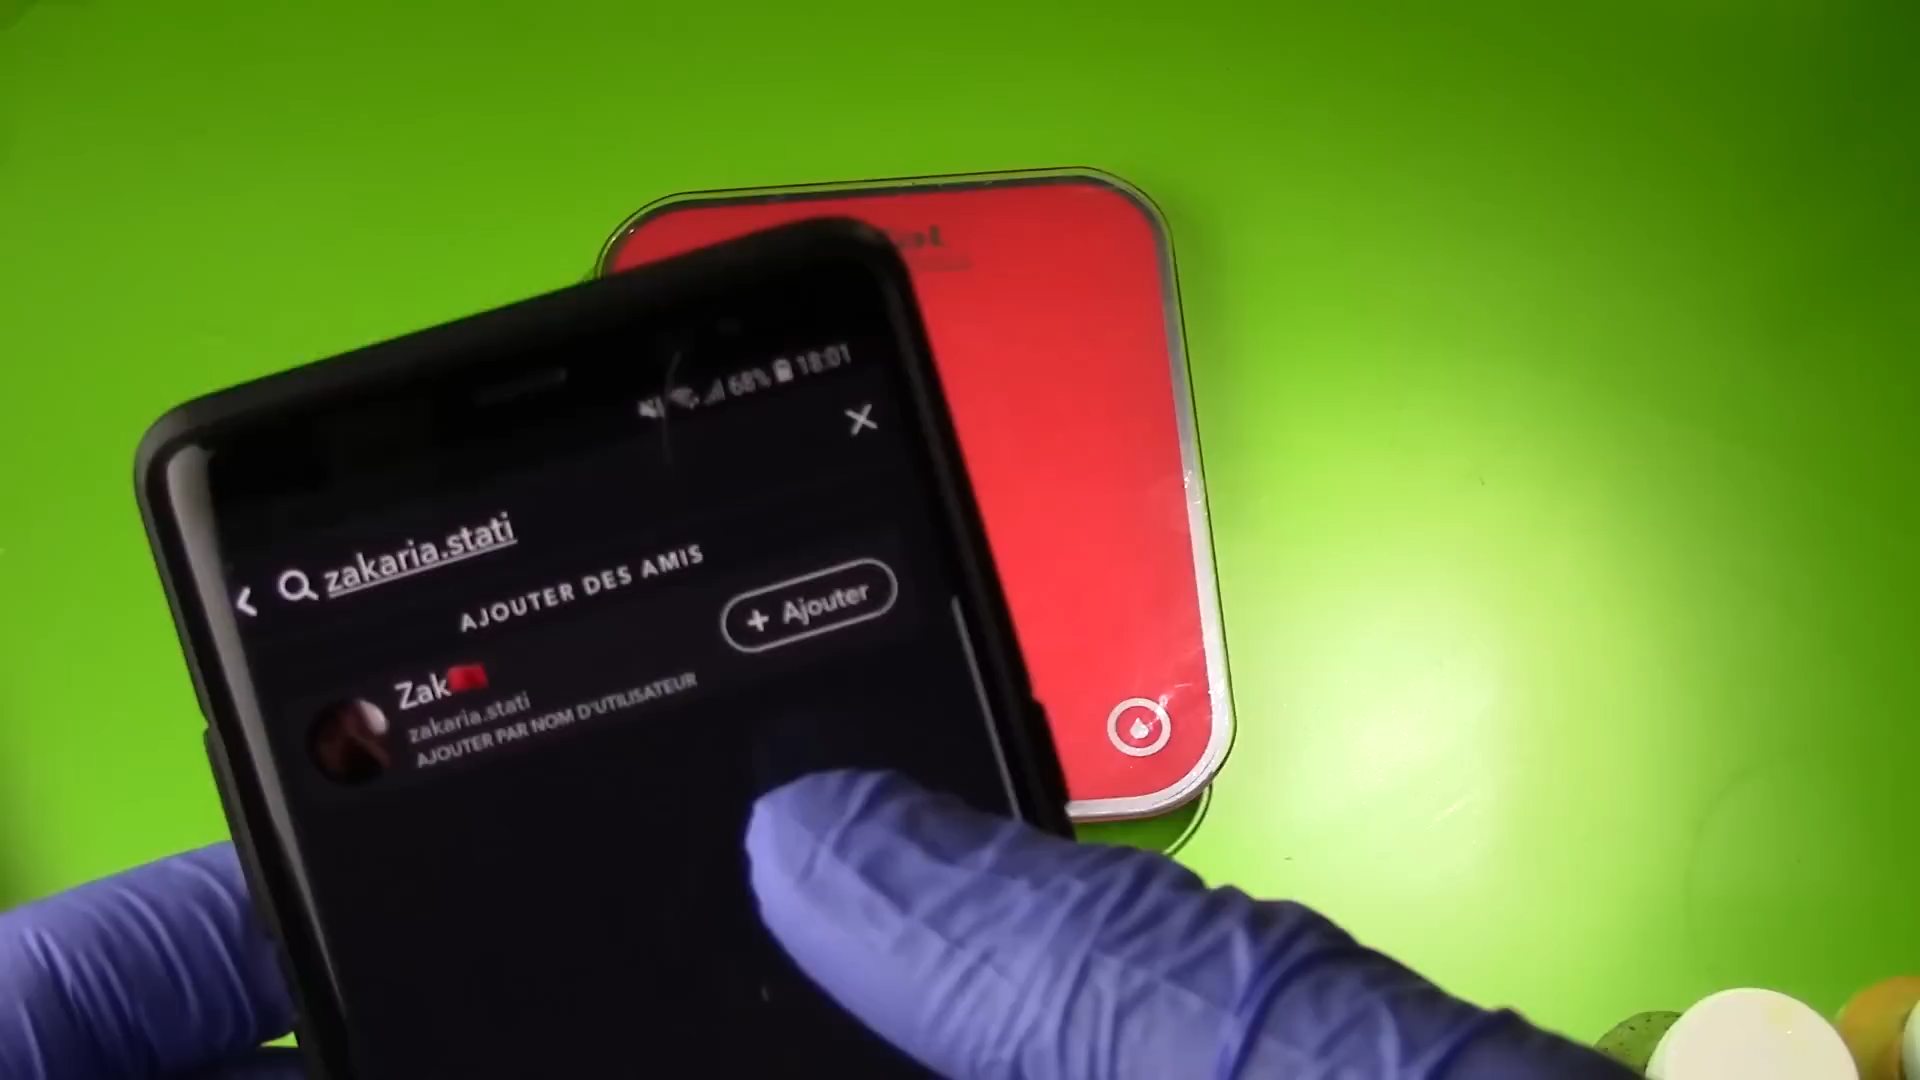 68% 18:01
zakaria.stati
AJOUTER DES AMIS
+ Ajouter
Zak
zakaria.stati
AJOUTER PAR NOM D'UTILISATEUR